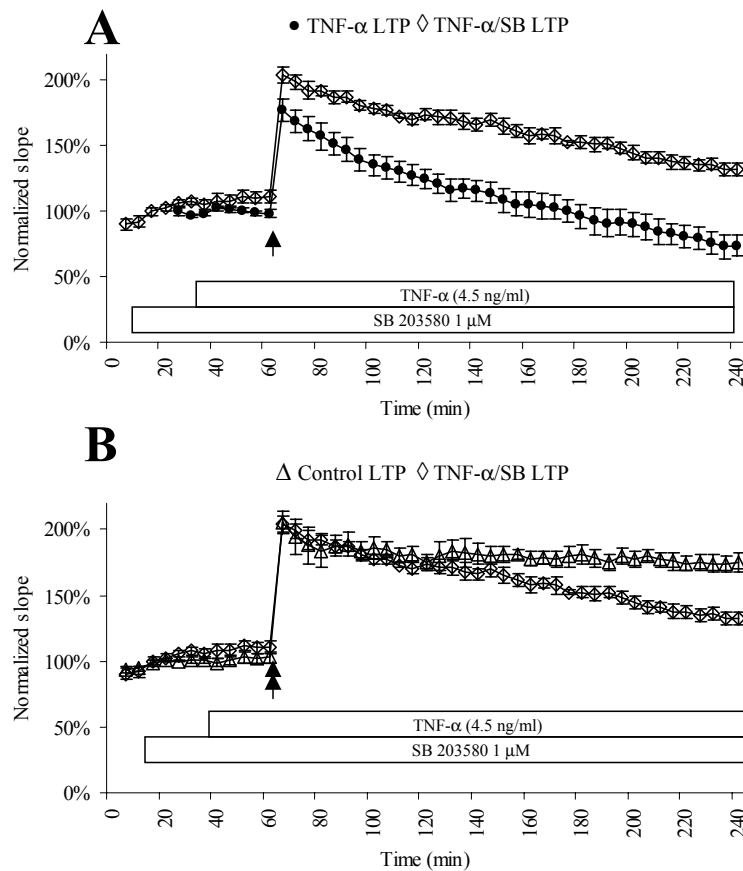 A
● TNF-α LTP ◊ TNF-α/SB LTP
200%
150%
100%
50%
0%
Normalized slope
TNF-α (4.5 ng/ml)
SB 203580 1 μM
0 20 40 60 80 100 120 140 160 180 200 220 240
Time (min)
B
Δ Control LTP ◊ TNF-α/SB LTP
200%
150%
100%
50%
0%
Normalized slope
TNF-α (4.5 ng/ml)
SB 203580 1 μM
0 20 40 60 80 100 120 140 160 180 200 220 240
Time (min)